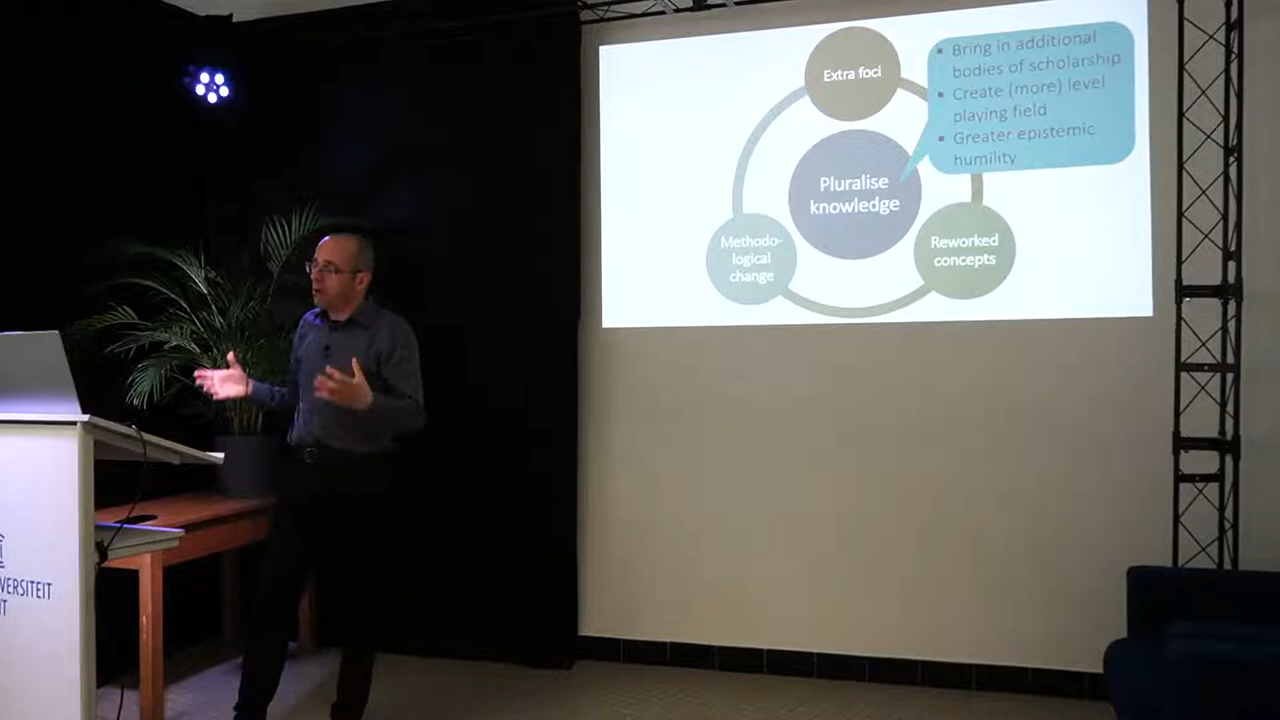 Extra foci
▪ Bring in additional
bodies of scholarship
▪ Create (more) level
playing field
▪ Greater epistemic
humility
Pluralise
knowledge
Methodo-
logical
change
Reworked
concepts
VERSITEIT
IT